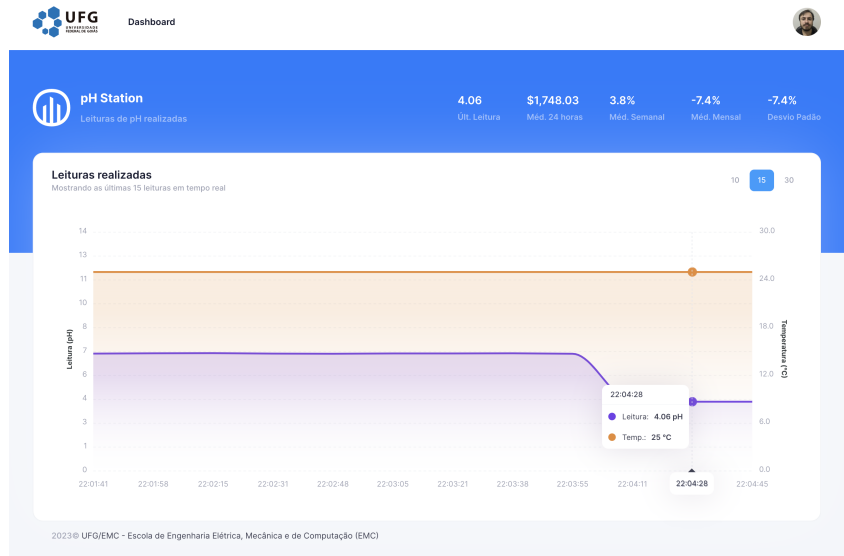 UFG
UNIVERSIDADE
FEDERAL DE GOIÁS
Dashboard
pH Station
Leituras de pH realizadas
4.06
Últ. Leitura
$1,748.03
Méd. 24 horas
3.8%
Méd. Semanal
-7.4%
Méd. Mensal
-7.4%
Desvio Padão
Leituras realizadas
Mostrando as últimas 15 leituras em tempo real
10 15 30
14
13
11
10
8
7
6
4
3
1
0
Leitura (pH)
30.0
24.0
18.0
12.0
6.0
0.0
Temperatura (°C)
22:04:28
Leitura: 4.06 pH
Temp.: 25 °C
22:01:41 22:01:58 22:02:15 22:02:31 22:02:48 22:03:05 22:03:21 22:03:38 22:03:55 22:04:11 22:04:28 22:04:45
2023© UFG/EMC - Escola de Engenharia Elétrica, Mecânica e de Computação (EMC)